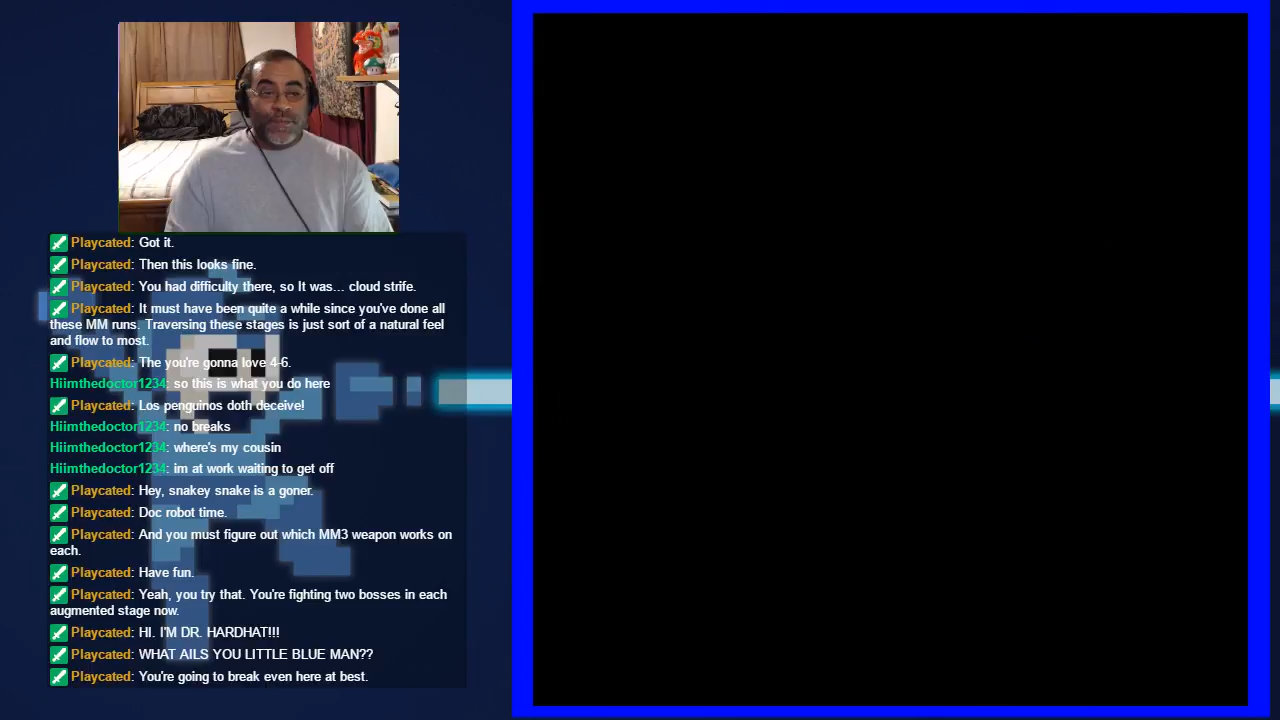 Playcated: Got it.
Playcated: Then this looks fine.
Playcated: You had difficulty there, so It was... cloud strife.
Playcated: It must have been quite a while since you've done all
these MM runs. Traversing these stages is just sort of a natural feel
and flow to most.
Playcated: The you're gonna love 4-6.
Hiimthedoctor1234: so this is what you do here
Playcated: Los penguinos doth deceive!
Hiimthedoctor1234: no breaks
Hiimthedoctor1234: where's my cousin
Hiimthedoctor1234: im at work waiting to get off
Playcated: Hey, snakey snake is a goner.
Playcated: Doc robot time.
Playcated: And you must figure out which MM3 weapon works on
each.
Playcated: Have fun.
Playcated: Yeah, you try that. You're fighting two bosses in each
augmented stage now.
Playcated: HI. I'M DR. HARDHAT!!!
Playcated: WHAT AILS YOU LITTLE BLUE MAN??
Playcated: You're going to break even here at best.